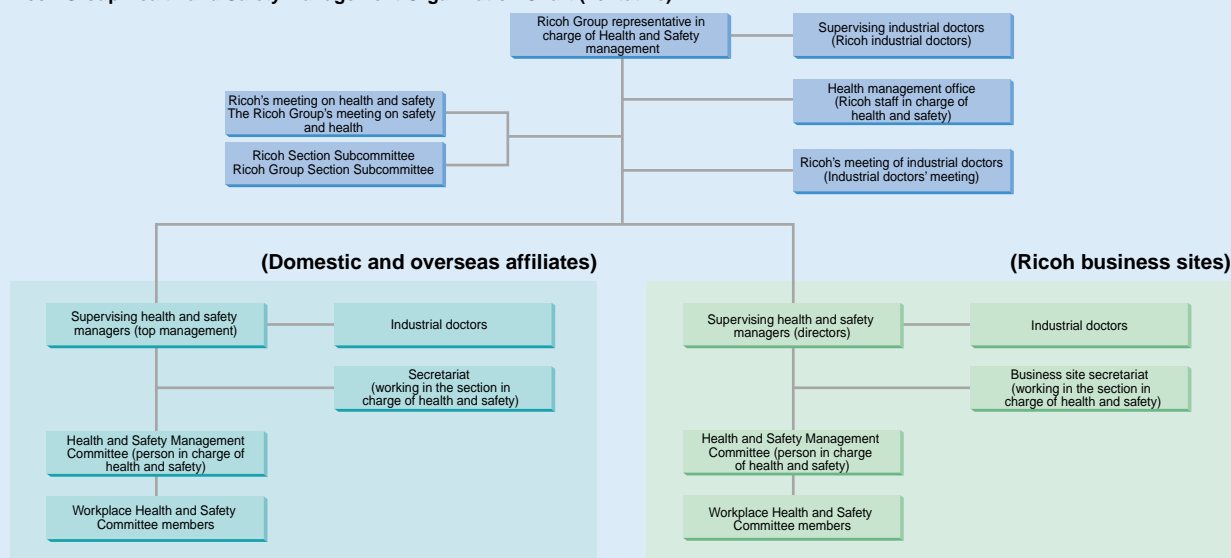 Ricoh Group representative in
charge of Health and Safety
management
Supervising industrial doctors
(Ricoh industrial doctors)
Health management office
(Ricoh staff in charge of
health and safety)
Ricoh's meeting on health and safety
The Ricoh Group's meeting on safety
and health
Ricoh Section Subcommittee
Ricoh Group Section Subcommittee
Ricoh's meeting of industrial doctors
(Industrial doctors' meeting)
(Domestic and overseas affiliates)
Supervising health and safety
managers (top management)
Industrial doctors
Secretariat
(working in the section in
charge of health and safety)
Health and Safety Management
Committee (person in charge of
health and safety)
Workplace Health and Safety
Committee members
(Ricoh business sites)
Supervising health and safety
managers (directors)
Industrial doctors
Business site secretariat
(working in the section in
charge of health and safety)
Health and Safety Management
Committee (person in charge
of health and safety)
Workplace Health and Safety
Committee members